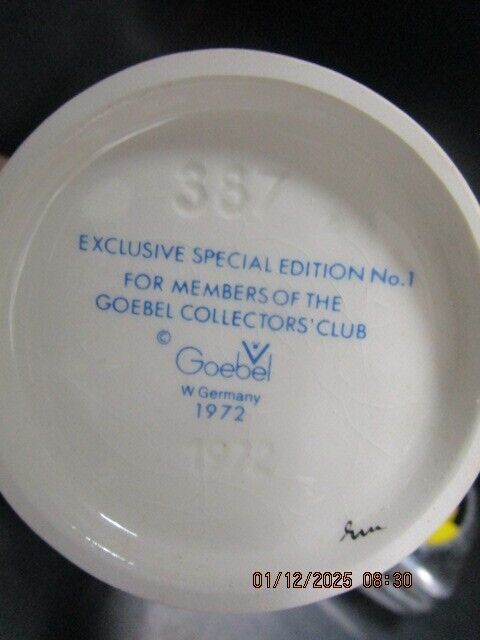 387
EXCLUSIVE SPECIAL EDITION No.1
FOR MEMBERS OF THE
GOEBEL COLLECTORS' CLUB
© Goebel
W Germany
1972
1972
01/12/2025 08:30